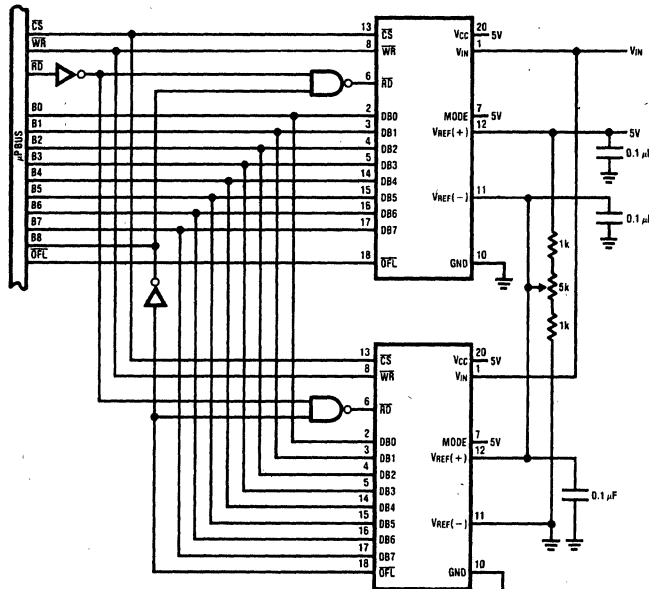 CS
WR
RD
B0
B1
B2
B3
B4
B5
B6
B7
B8
OFL
μP BUS
13 CS
8 WR
6 RD
2 DB0
3 DB1
4 DB2
5 DB3
14 DB4
15 DB5
16 DB6
17 DB7
18 OFL
VCC 20 5V
VIN 1
VIN
MODE 7 5V
VREF(+) 12
5V
0.1 μF
VREF(-) 11
0.1 μF
GND 10
1k
5k
1k
13 CS
8 WR
6 RD
2 DB0
3 DB1
4 DB2
5 DB3
14 DB4
15 DB5
16 DB6
17 DB7
18 OFL
VCC 20 5V
VIN 1
MODE 7 5V
VREF(+) 12
0.1 μF
VREF(-) 11
GND 10